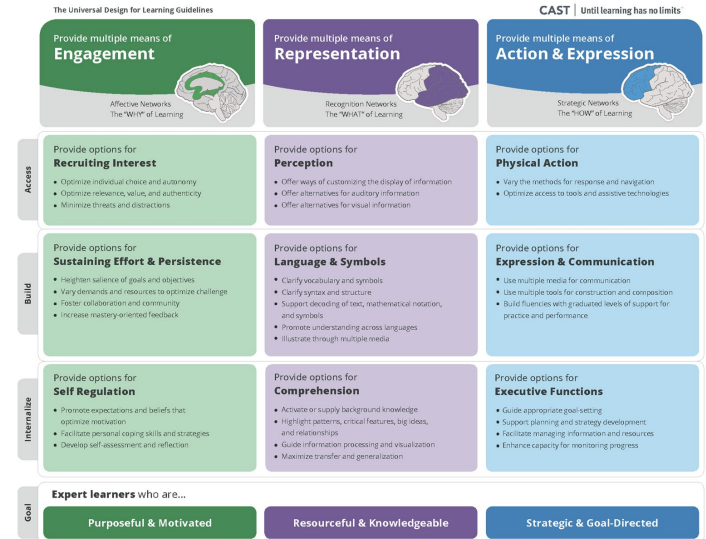 The Universal Design for Learning Guidelines
CAST | Until learning has no limits
Provide multiple means of
Engagement
Affective Networks
The "WHY" of Learning
Provide multiple means of
Representation
Recognition Networks
The "WHAT" of Learning
Provide multiple means of
Action & Expression
Strategic Networks
The "HOW" of Learning
Access
Provide options for
Recruiting Interest
• Optimize individual choice and autonomy
• Optimize relevance, value, and authenticity
• Minimize threats and distractions
Provide options for
Perception
• Offer ways of customizing the display of information
• Offer alternatives for auditory information
• Offer alternatives for visual information
Provide options for
Physical Action
• Vary the methods for response and navigation
• Optimize access to tools and assistive technologies
Build
Provide options for
Sustaining Effort & Persistence
• Heighten salience of goals and objectives
• Vary demands and resources to optimize challenge
• Foster collaboration and community
• Increase mastery-oriented feedback
Provide options for
Language & Symbols
• Clarify vocabulary and symbols
• Clarify syntax and structure
• Support decoding of text, mathematical notation,
and symbols
• Promote understanding across languages
• Illustrate through multiple media
Provide options for
Expression & Communication
• Use multiple media for communication
• Use multiple tools for construction and composition
• Build fluencies with graduated levels of support for
practice and performance
Internalize
Provide options for
Self Regulation
• Promote expectations and beliefs that
optimize motivation
• Facilitate personal coping skills and strategies
• Develop self-assessment and reflection
Provide options for
Comprehension
• Activate or supply background knowledge
• Highlight patterns, critical features, big ideas,
and relationships
• Guide information processing and visualization
• Maximize transfer and generalization
Provide options for
Executive Functions
• Guide appropriate goal-setting
• Support planning and strategy development
• Facilitate managing information and resources
• Enhance capacity for monitoring progress
Goal
Expert learners who are...
Purposeful & Motivated
Resourceful & Knowledgeable
Strategic & Goal-Directed